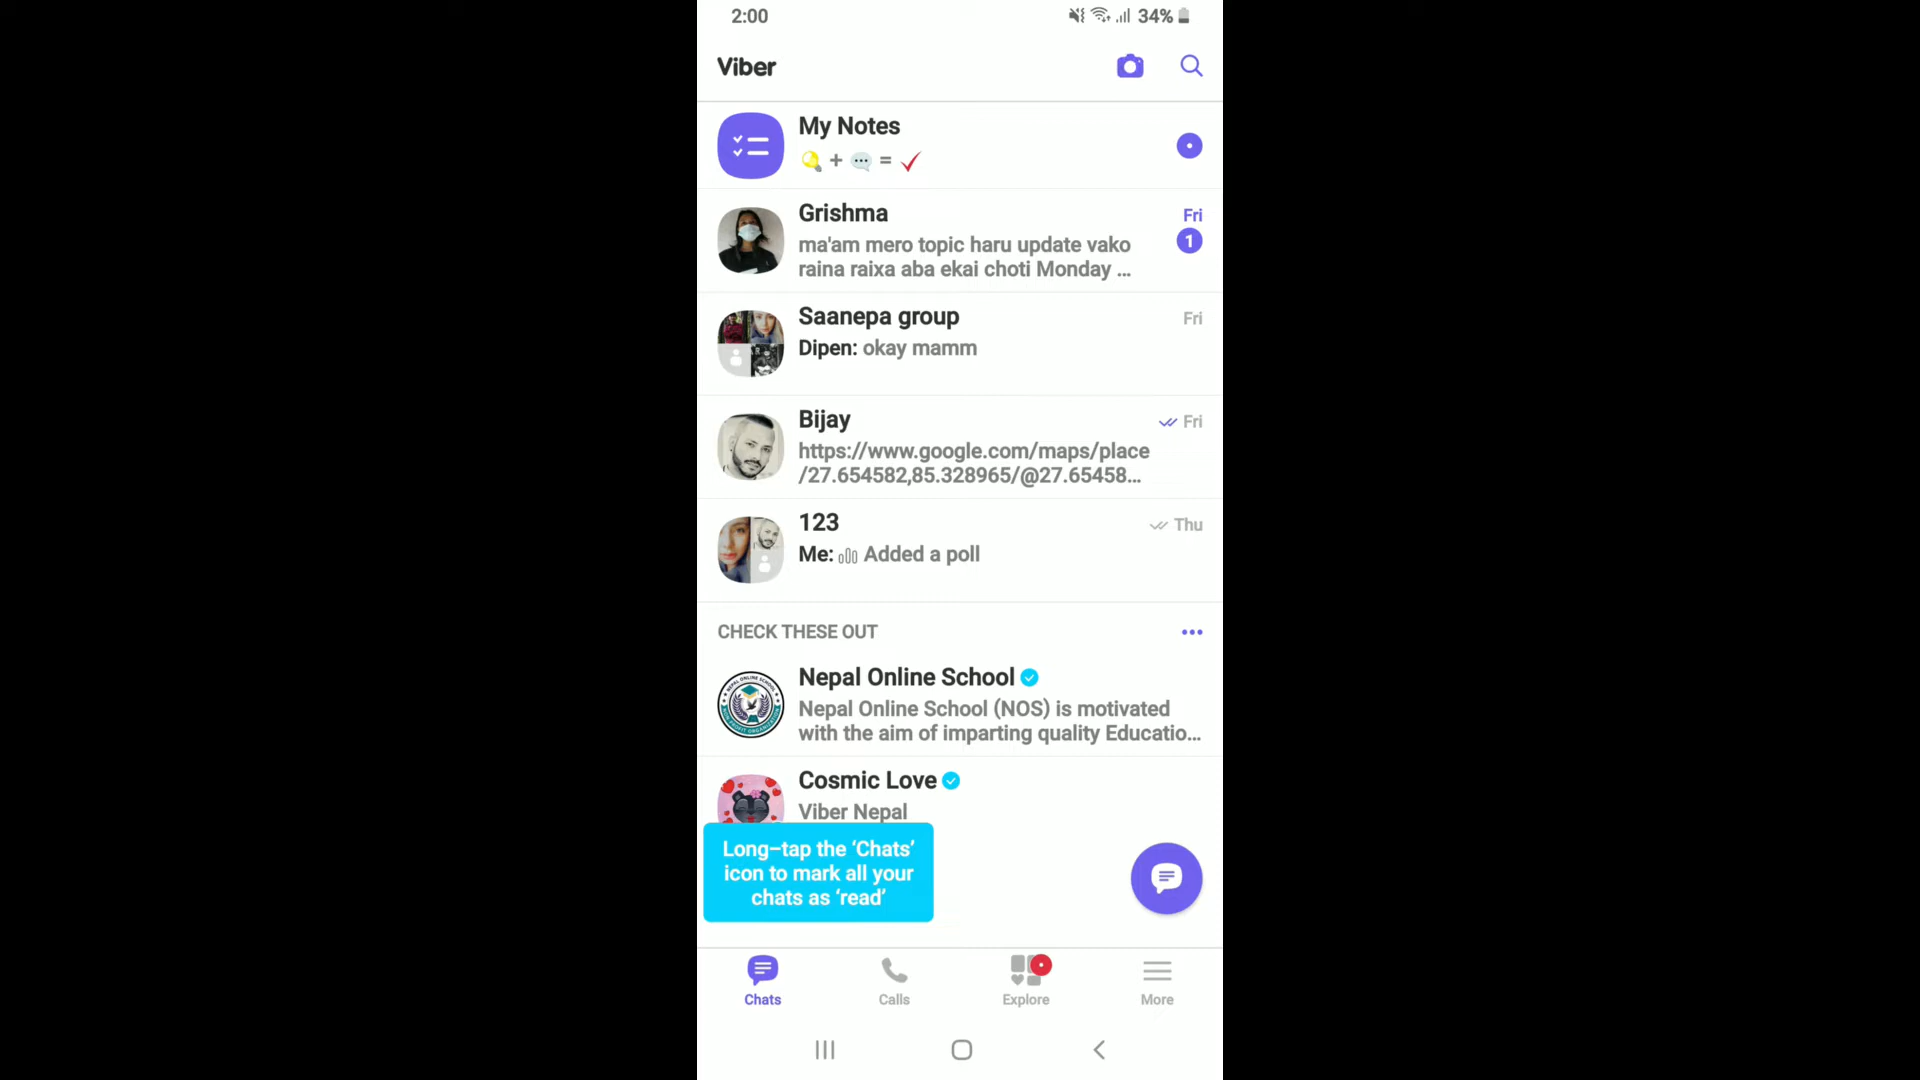 2:00
34%
Viber
My Notes
+ = 
Grishma
Fri
ma'am mero topic haru update vako
1
raina raixa aba ekai choti Monday ...
Saanepa group
Fri
Dipen: okay mamm
Bijay
Fri
https://www.google.com/maps/place
/27.654582,85.328965/@27.65458...
123
Thu
Me: Added a poll
CHECK THESE OUT
Nepal Online School
Nepal Online School (NOS) is motivated
with the aim of imparting quality Educatio...
Cosmic Love
Viber Nepal
Long-tap the ‘Chats’
icon to mark all your
chats as ‘read’
Chats
Calls
Explore
More